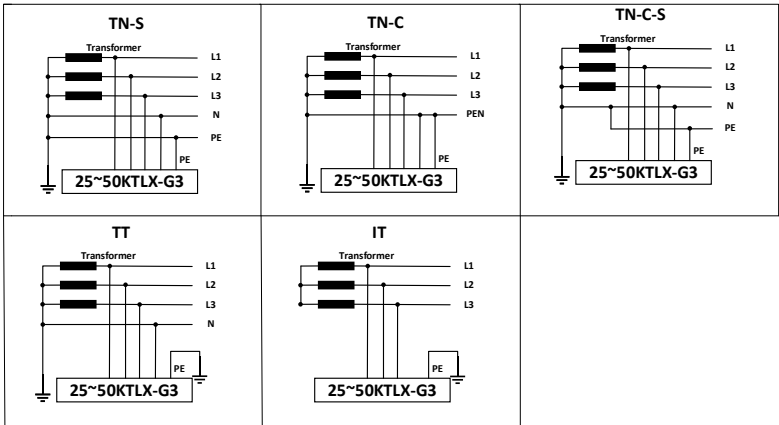 TN-S
Transformer
L1
L2
L3
N
PE
PE
25~50KTLX-G3
TN-C
Transformer
L1
L2
L3
PEN
PE
25~50KTLX-G3
TN-C-S
Transformer
L1
L2
L3
N
PE
PE
25~50KTLX-G3
TT
Transformer
L1
L2
L3
N
PE
25~50KTLX-G3
IT
Transformer
L1
L2
L3
PE
25~50KTLX-G3